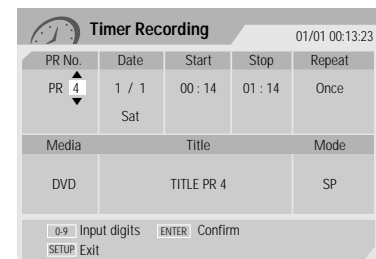 Timer Recording
01/01 00:13:23
PR No. Date Start Stop Repeat
PR 4 1 / 1 00 : 14 01 : 14 Once
Sat
Media Title Mode
DVD TITLE PR 4 SP
0-9 Input digits ENTER Confirm
SETUP Exit